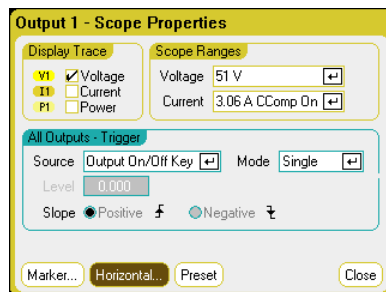 Output 1 - Scope Properties
Display Trace
V1 Voltage
I1 Current
P1 Power
Scope Ranges
Voltage 51 V
Current 3.06 A CComp On
All Outputs - Trigger
Source Output On/Off Key Mode Single
Level 0.000
Slope Positive Negative
Marker... Horizontal... Preset Close